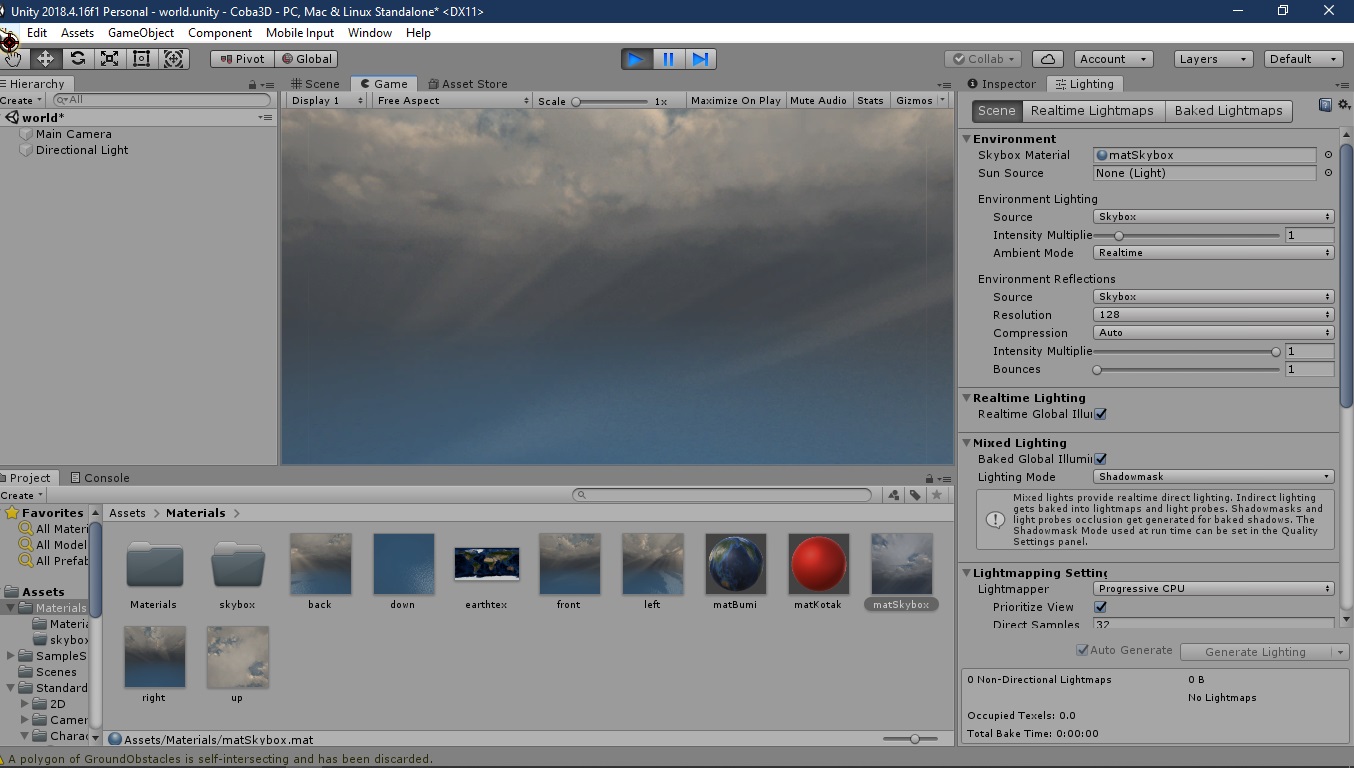 Unity 2018.4.16f1 Personal - world.unity - Coba3D - PC, Mac & Linux Standalone* <DX11>
Edit Assets GameObject Component Mobile Input Window Help
Pivot Global Collab Account Layers Default
Hierarchy
Create All
world*
Main Camera
Directional Light
Scene Game Asset Store
Display 1 Free Aspect Scale 1x Maximize On Play Mute Audio Stats Gizmos
Inspector Lighting
Scene Realtime Lightmaps Baked Lightmaps
Environment
Skybox Material matSkybox
Sun Source None (Light)
Environment Lighting
Source Skybox
Intensity Multiplie 1
Ambient Mode Realtime
Environment Reflections
Source Skybox
Resolution 128
Compression Auto
Intensity Multiplie 1
Bounces 1
Realtime Lighting
Realtime Global Illu
Mixed Lighting
Baked Global Illumi
Lighting Mode Shadowmask
Mixed lights provide realtime direct lighting. Indirect lighting
gets baked into lightmaps and light probes. Shadowmasks and
light probes occlusion get generated for baked shadows. The
Shadowmask Mode used at run time can be set in the Quality
Settings panel.
Lightmapping Setting
Lightmapper Progressive CPU
Prioritize View
Direct Samples 32
Auto Generate Generate Lighting
0 Non-Directional Lightmaps 0 B
No Lightmaps
Occupied Texels: 0.0
Total Bake Time: 0:00:00
Project Console
Create
Favorites
All Materi
All Model
All Prefab
Assets
Materials
Materia
skybox
SampleS
Scenes
Standard
2D
Camer
Charac
Assets > Materials >
Materials skybox back down earthtex front left matBumi matKotak matSkybox
right up
Assets/Materials/matSkybox.mat
A polygon of GroundObstacles is self-intersecting and has been discarded.